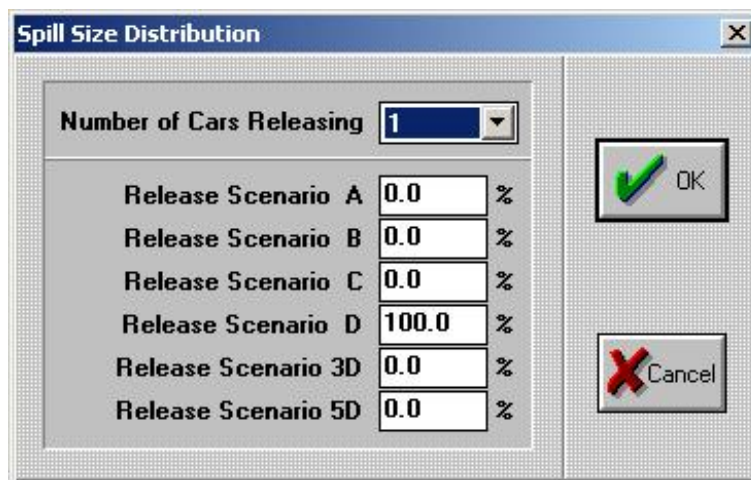 Spill Size Distribution
Number of Cars Releasing 1
Release Scenario A 0.0 %
Release Scenario B 0.0 %
Release Scenario C 0.0 %
Release Scenario D 100.0 %
Release Scenario 3D 0.0 %
Release Scenario 5D 0.0 %
OK
Cancel